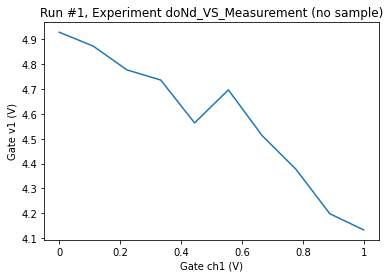 Run #1, Experiment doNd_VS_Measurement (no sample)
4.9
4.8
4.7
4.6
4.5
4.4
4.3
4.2
4.1
Gate v1 (V)
0 0.2 0.4 0.6 0.8 1
Gate ch1 (V)